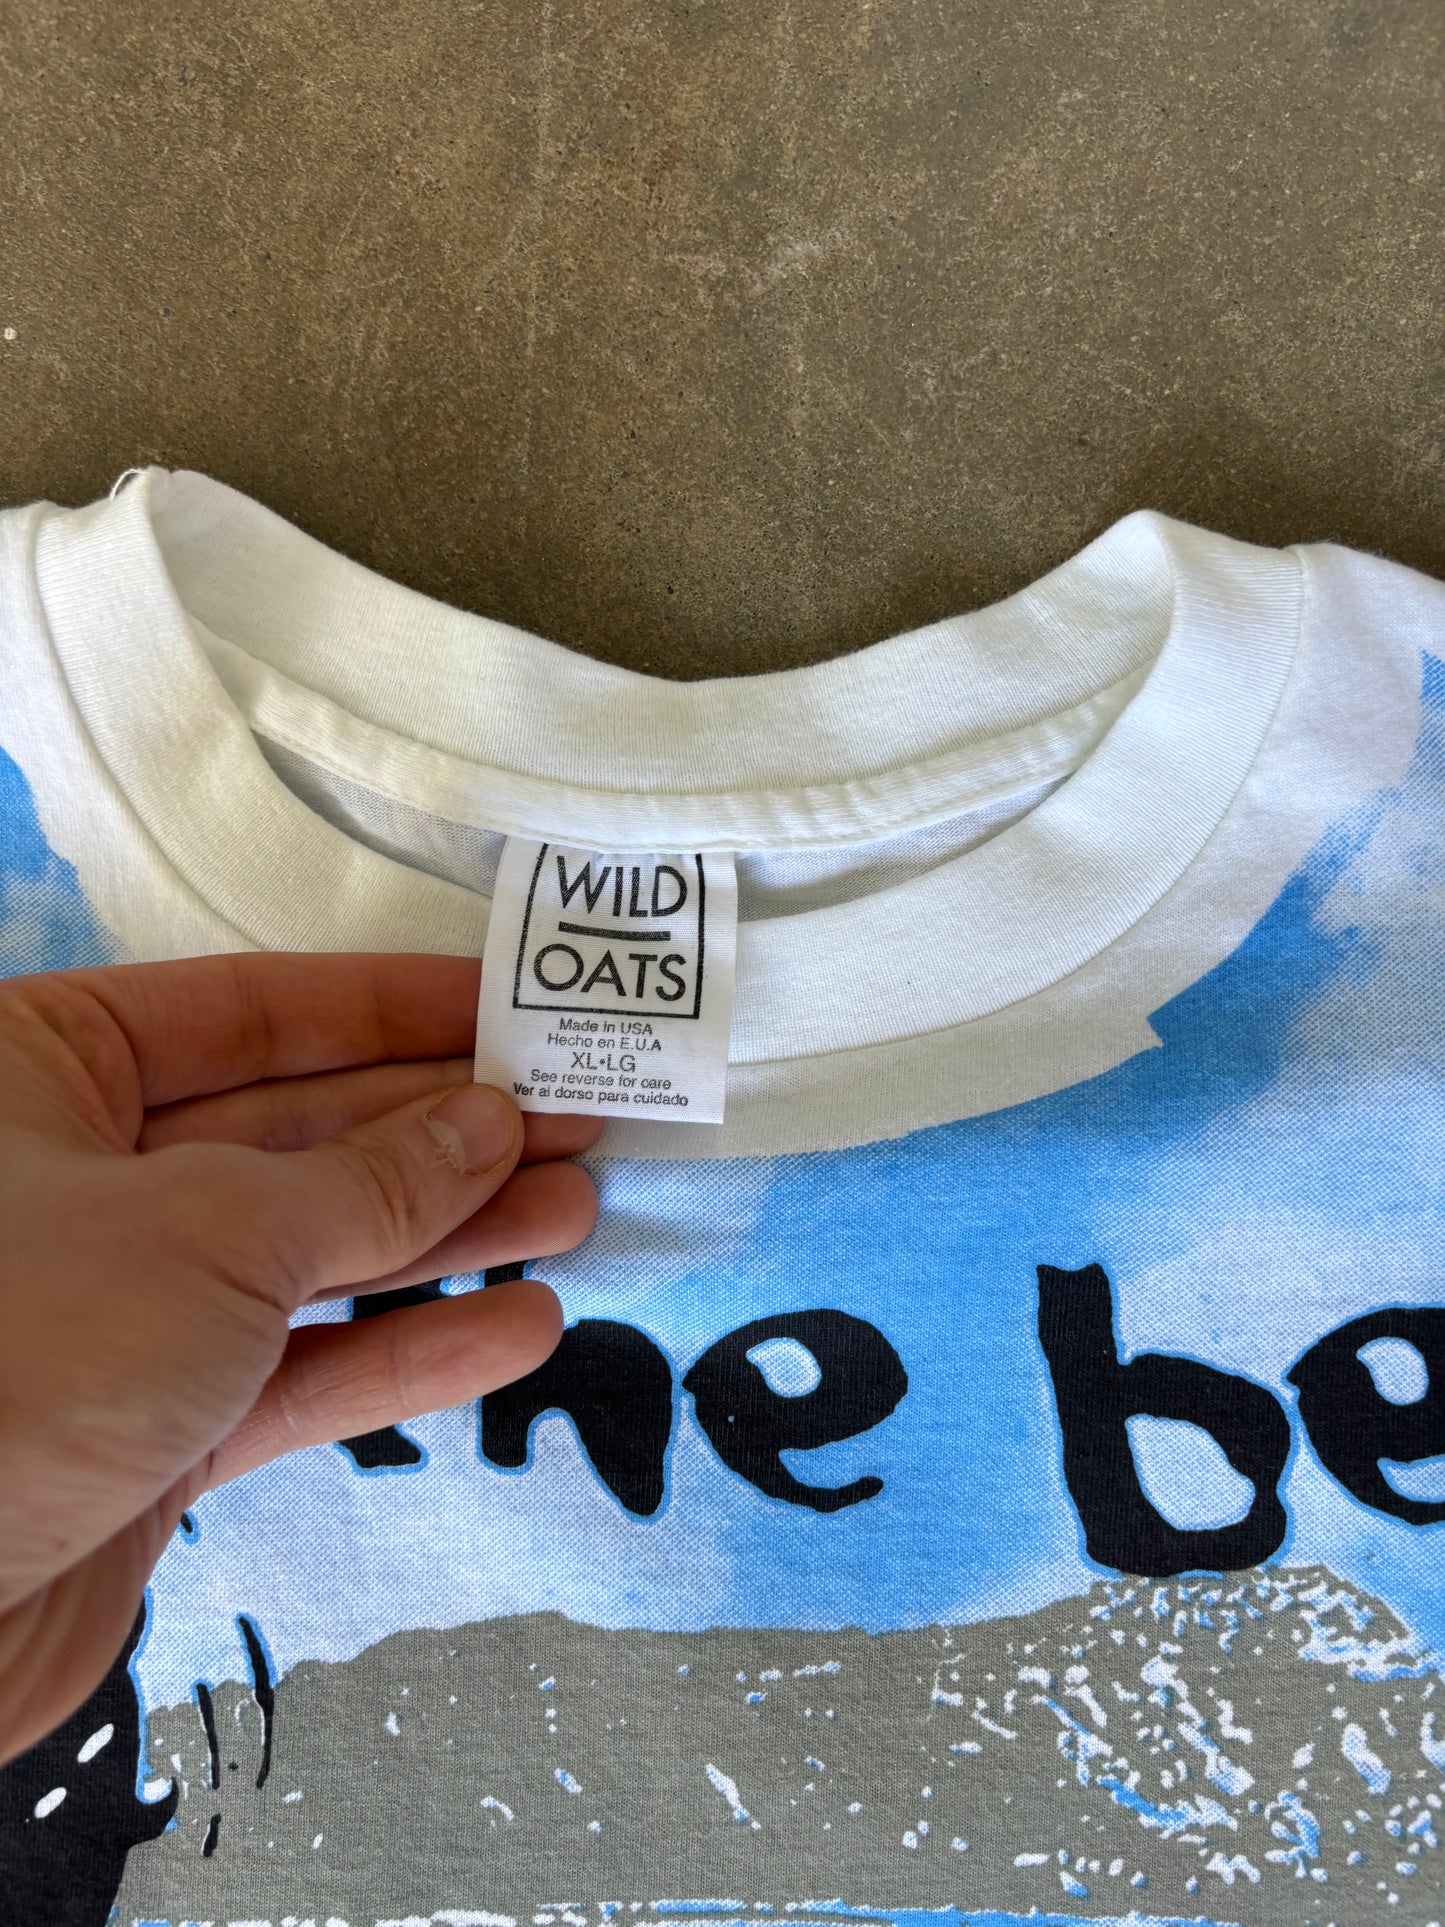 WILD
OATS
Made in USA
Hecho en E.U.A
XL•LG
See reverse for care
Ver al dorso para cuidado
the be